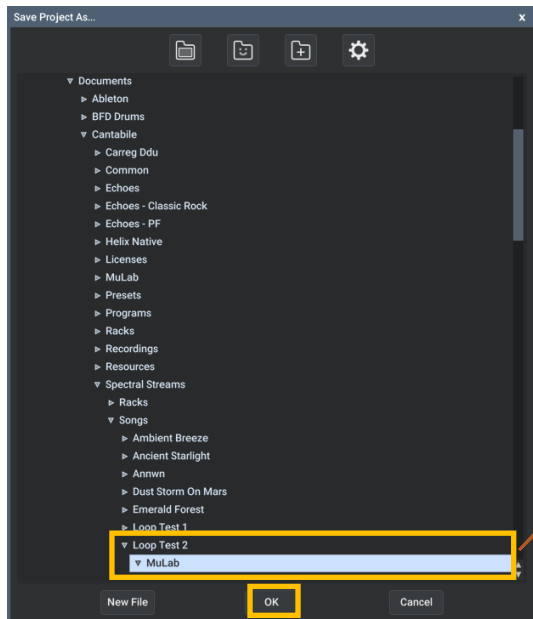 Save Project As...
x
Documents
Ableton
BFD Drums
Cantabile
Carreg Ddu
Common
Echoes
Echoes - Classic Rock
Echoes - PF
Helix Native
Licenses
MuLab
Presets
Programs
Racks
Recordings
Resources
Spectral Streams
Racks
Songs
Ambient Breeze
Ancient Starlight
Annwn
Dust Storm On Mars
Emerald Forest
Loop Test 1
Loop Test 2
MuLab
New File OK Cancel